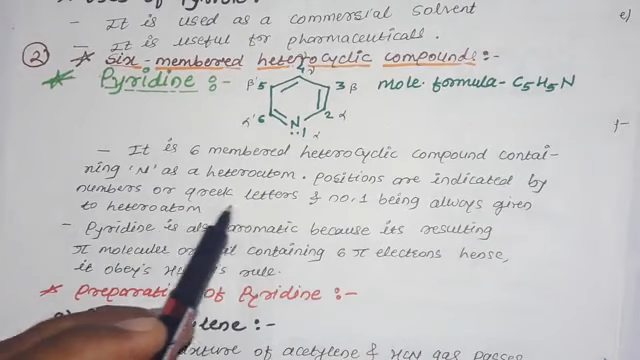 - It is used as a commersial solvent
- It is useful for pharmaceuticals.
e)
② * Six-membered heterocyclic compounds:-
* Pyridine :-
4 γ
β' 5
3 β
α' 6
2 α
N 1
α
mole. formula - C5H5N
- It is 6 membered heterocyclic compound contai-
ning 'N' as a heteroatom. positions are indicated by
numbers or greek letters & no. 1 being always given
to heteroatom
- Pyridine is also aromatic because its resulting
π molecular containing 6 π electrons hence,
it obey's rule.
* Preparation of Pyridine :-
of acetylene & HCN gas passes